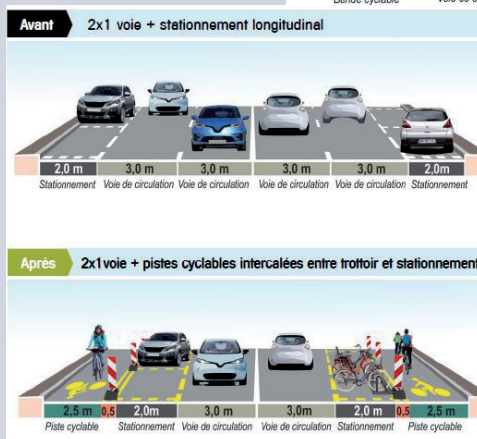 Bande cyclable
Avant 2x1 voie + stationnement longitudinal
2,0 m 3,0 m 3,0 m 3,0 m 3,0 m 2,0m
Stationnement Voie de circulation Voie de circulation Voie de circulation Voie de circulation Stationnement
Après 2x1voie + pistes cyclables intercalées entre trottoir et stationnement
2,5 m 0,5 2,0m 3,0 m 3,0m 2,0 m 0,5 2,5 m
Piste cyclable Stationnement Voie de circulation Voie de circulation Stationnement Piste cyclable